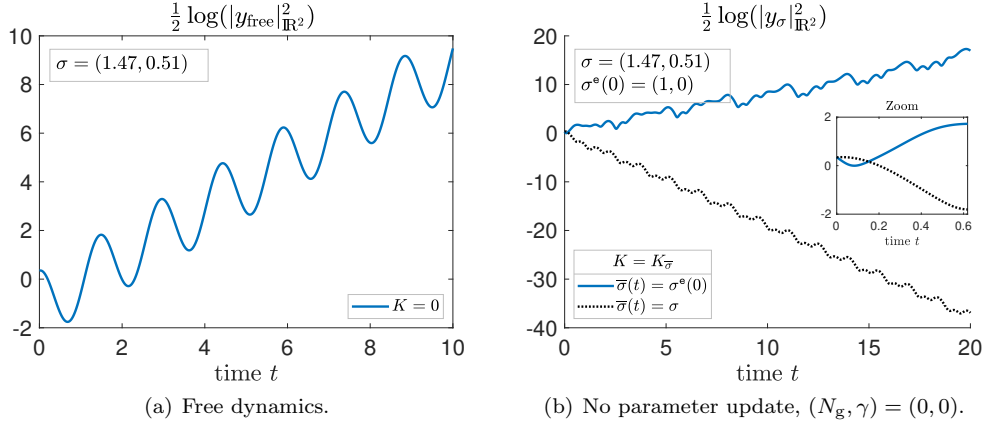 ½ log(|y_free|²_ℝ²)
10
8
6
4
2
0
-2
σ = (1.47, 0.51)
K = 0
0 2 4 6 8 10
time t
(a) Free dynamics.
½ log(|y_σ|²_ℝ²)
20
10
0
-10
-20
-30
-40
σ = (1.47, 0.51)
σᵉ(0) = (1, 0)
Zoom
2
0
-2
0 0.2 0.4 0.6
time t
K = K_σ̅
σ̅(t) = σᵉ(0)
σ̅(t) = σ
0 5 10 15 20
time t
(b) No parameter update, (N_g, γ) = (0, 0).